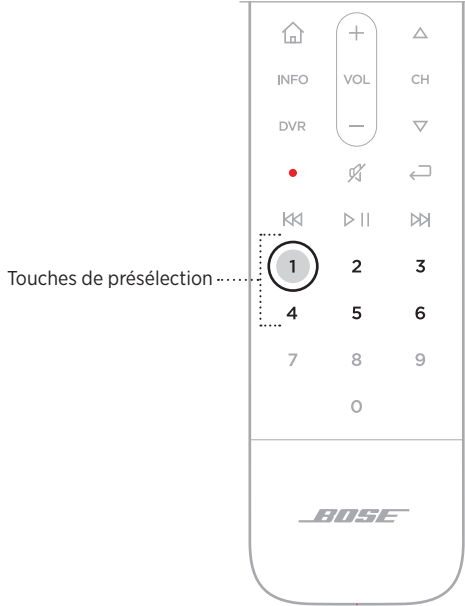 INFO VOL CH
DVR
Touches de présélection
1 2 3
4 5 6
7 8 9
0
BOSE